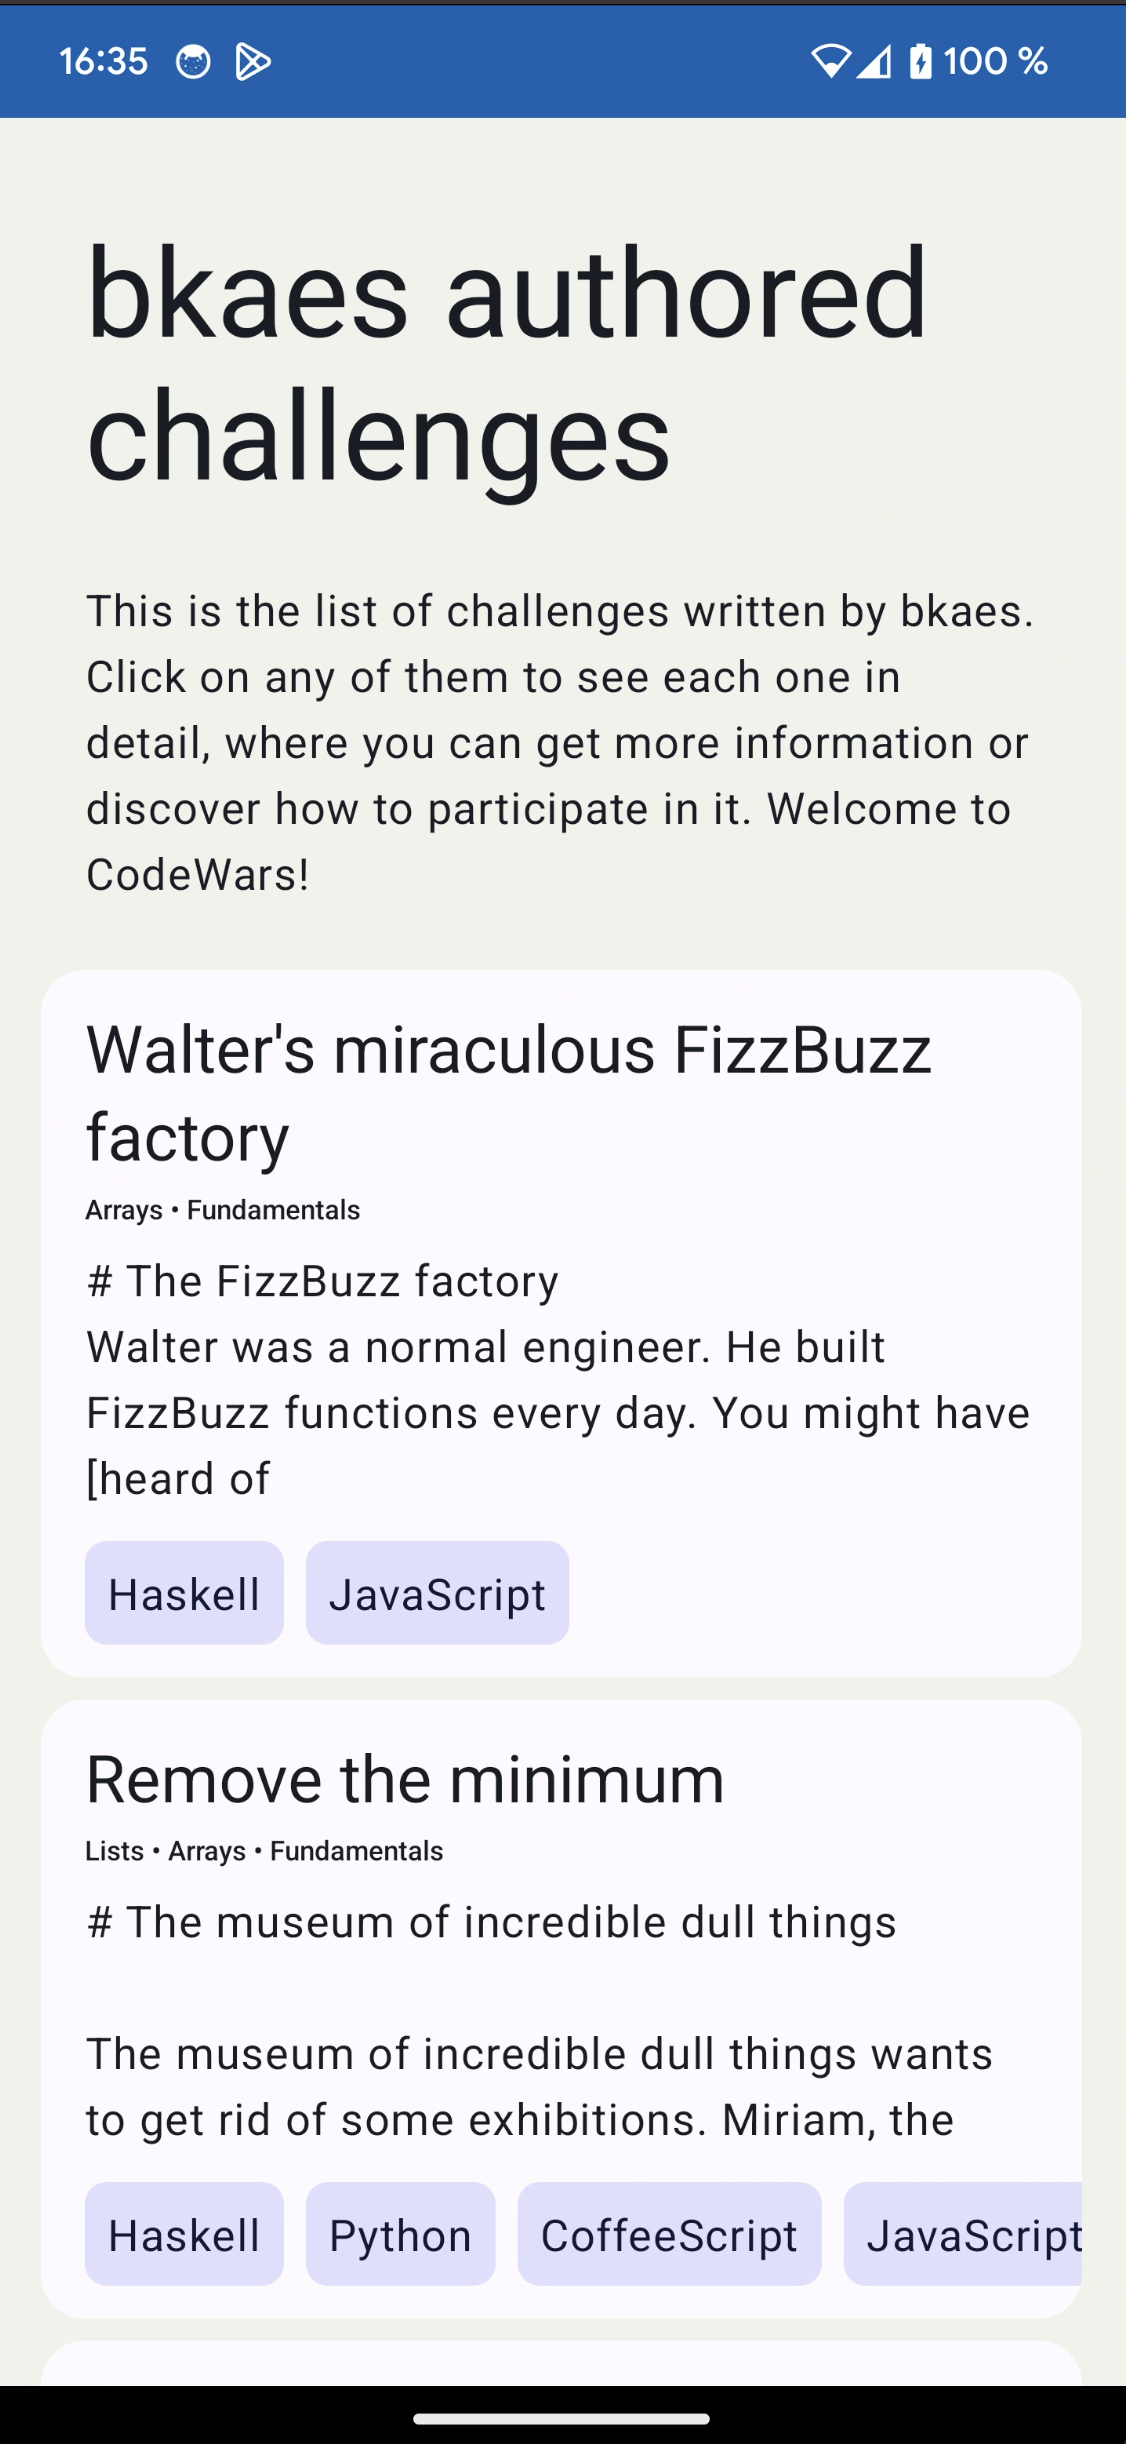 16:35
100 %
bkaes authored
challenges
This is the list of challenges written by bkaes.
Click on any of them to see each one in
detail, where you can get more information or
discover how to participate in it. Welcome to
CodeWars!
Walter's miraculous FizzBuzz
factory
Arrays • Fundamentals
# The FizzBuzz factory
Walter was a normal engineer. He built
FizzBuzz functions every day. You might have
[heard of
Haskell JavaScript
Remove the minimum
Lists • Arrays • Fundamentals
# The museum of incredible dull things
The museum of incredible dull things wants
to get rid of some exhibitions. Miriam, the
Haskell Python CoffeeScript JavaScript